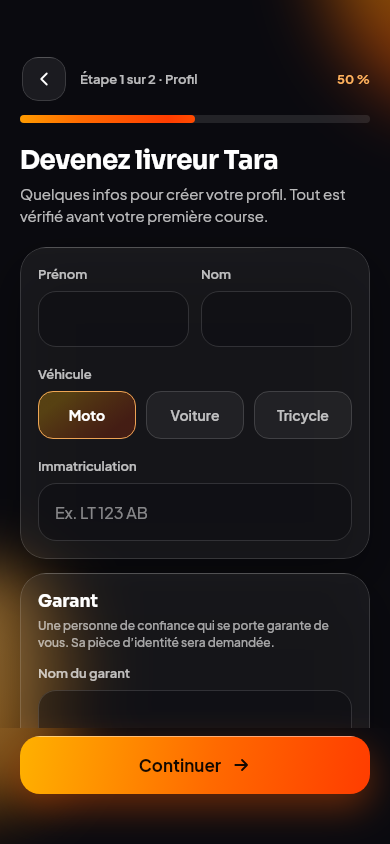 Étape 1 sur 2 · Profil
50 %
Devenez livreur Tara
Quelques infos pour créer votre profil. Tout est
vérifié avant votre première course.
Prénom
Nom
Véhicule
Moto
Voiture
Tricycle
Immatriculation
Ex. LT 123 AB
Garant
Une personne de confiance qui se porte garante de
vous. Sa pièce d'identité sera demandée.
Nom du garant
Continuer →